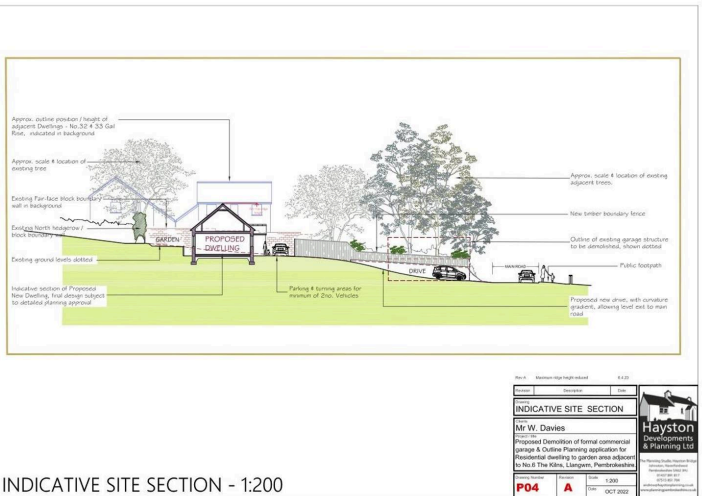 Approx. outline position / height of
adjacent Dwellings - No.32 & 33 Gail
Rise, indicated in background
Approx. scale & location of
existing tree
Existing Fair-face block boundary
wall in background
Existing North hedgerow /
block boundary
Existing ground levels dotted
Indicative section of Proposed
New Dwelling, final design subject
to detailed planning approval
GARDEN
PROPOSED
DWELLING
Parking & turning areas for
minimum of 2no. Vehicles
DRIVE
MAIN ROAD
Approx. scale & location of existing
adjacent trees.
New timber boundary fence
Outline of existing garage structure
to be demolished, shown dotted
Public footpath
Proposed new drive, with curvature
gradient, allowing level exit to main
road
INDICATIVE SITE SECTION - 1:200
Rev A Maximum ridge height reduced
Revision Description Date
Drawing
INDICATIVE SITE SECTION
Mr W. Davies
Project / Site
Proposed Demolition of formal commercial
garage & Outline Planning application for
Residential dwelling to garden area adjacent
to No.6 The Kilns, Llangwm, Pembrokeshire
Drawing Number Revision Scale 1:200
P04 A Date OCT 2022
Hayston
Developments
& Planning Ltd